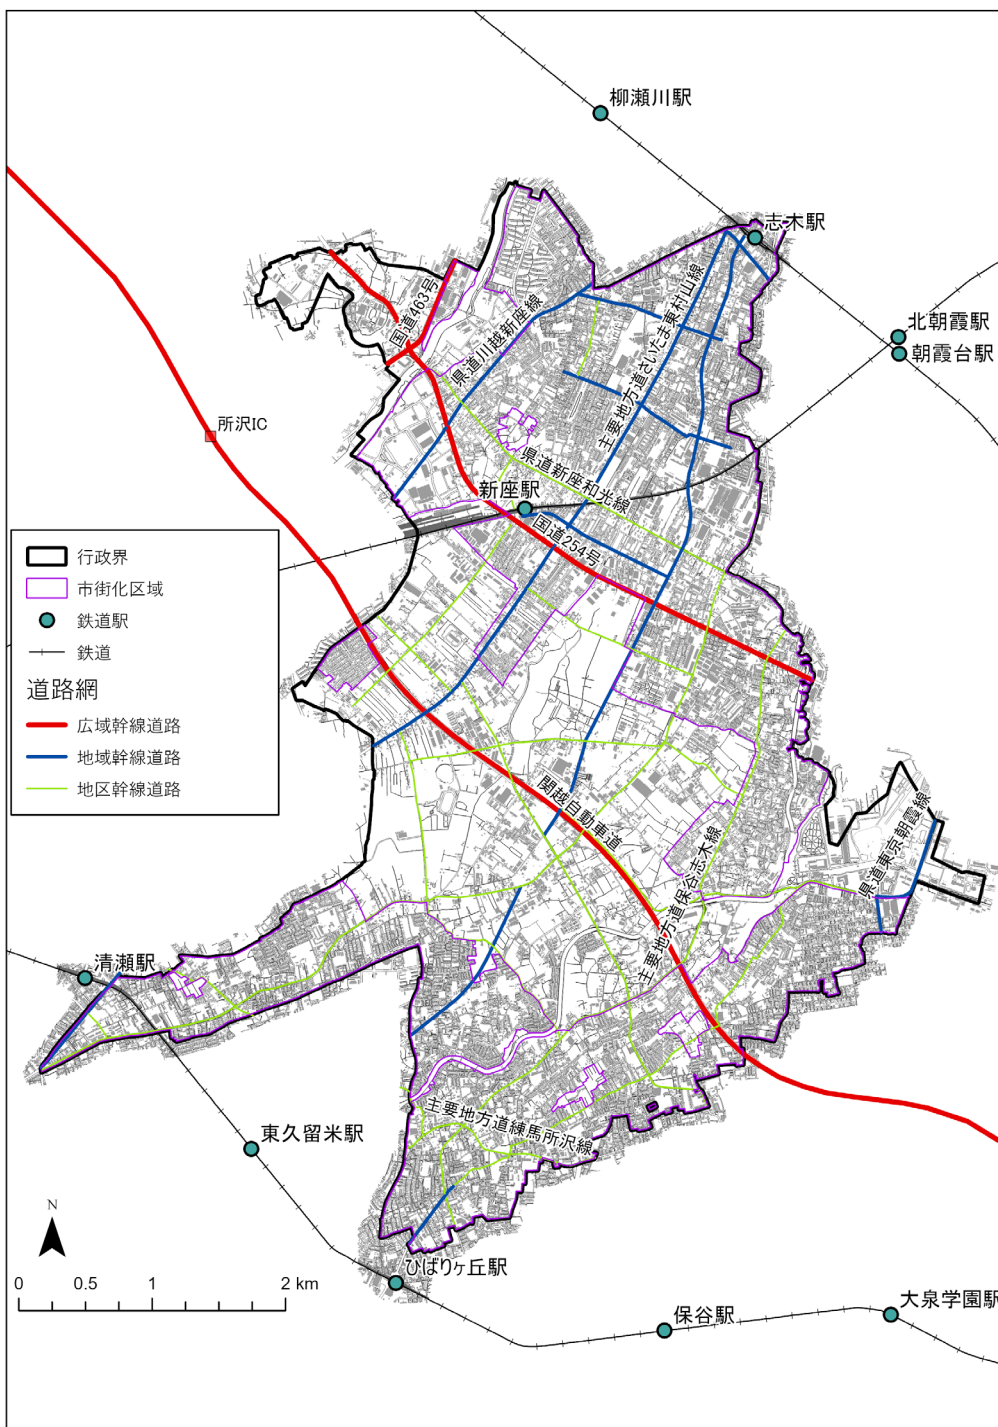 柳瀬川駅
志木駅
国道463号
県道川越新座線
主要地方道さいたま東村山線
北朝霞駅
朝霞台駅
所沢IC
県道新座和光線
新座駅
国道254号
行政界
市街化区域
鉄道駅
鉄道
道路網
広域幹線道路
地域幹線道路
地区幹線道路
関越自動車道
主要地方道保谷志木線
県道東京朝霞線
清瀬駅
主要地方道練馬所沢線
東久留米駅
N
ひばりヶ丘駅
0 0.5 1 2 km
保谷駅
大泉学園駅